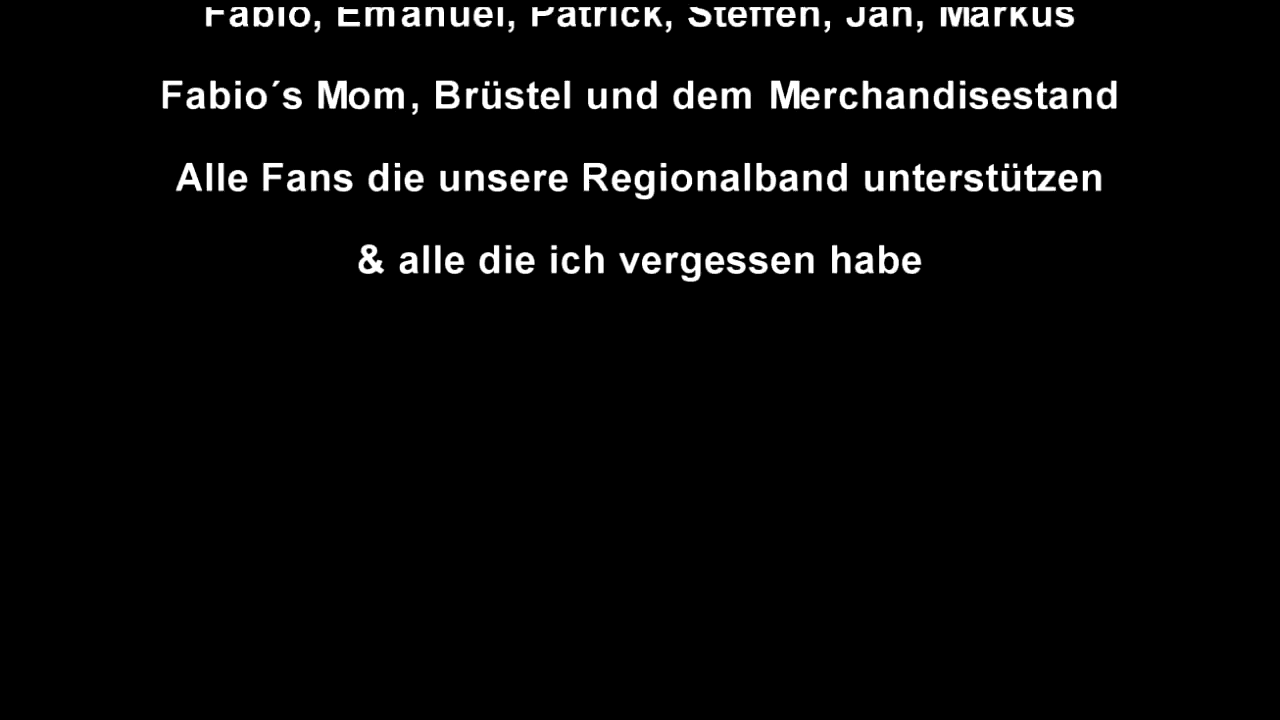 Fabio, Emanuel, Patrick, Steffen, Jan, Markus
Fabio´s Mom, Brüstel und dem Merchandisestand
Alle Fans die unsere Regionalband unterstützen
& alle die ich vergessen habe